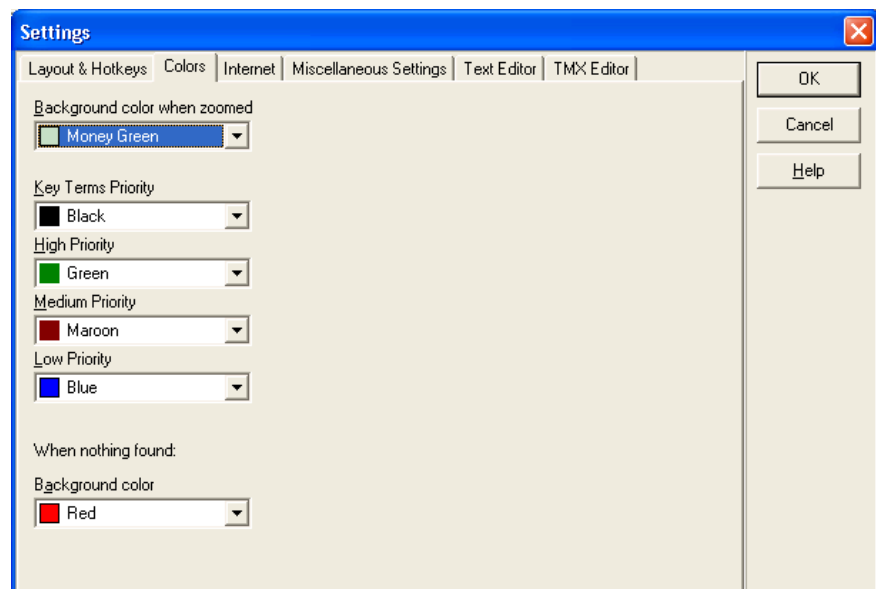 Settings
Layout & Hotkeys Colors Internet Miscellaneous Settings Text Editor TMX Editor
OK
Cancel
Help
Background color when zoomed
Money Green
Key Terms Priority
Black
High Priority
Green
Medium Priority
Maroon
Low Priority
Blue
When nothing found:
Background color
Red